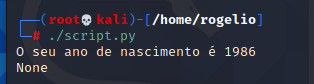 ┌──(root💀kali)-[/home/rogelio]
└─# ./script.py
O seu ano de nascimento é 1986
None